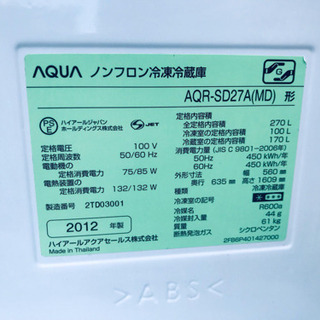 AQUA ノンフロン冷凍冷蔵庫
AQR-SD27A(MD) 形
PS E
ハイアールジャパン
ホールディングス株式会社
S JET
定格電圧 100 V
定格周波数 50/60 Hz
電動機の
定格消費電力 75/85 W
電熱装置の
定格消費電力 132/132 W
製造番号 2TD03001
2012 年製
ハイアールアクアセールス株式会社
Made in Thailand
定格内容積
全定格内容積 270 L
冷凍室の定格内容積 100 L
冷蔵室の定格内容積 170 L
消費電力量 (JIS C 9801-2006年)
50Hz 450 kWh/年
60Hz 450 kWh/年
外形寸法 幅 560 mm
奥行 635 mm 高さ 1609 mm
種類 冷凍冷蔵庫
冷凍室の記号
冷媒 R600a
冷媒封入量 44 g
質量 61 kg
発泡ガス シクロペンタン
2FB6P401427000
>ABS<